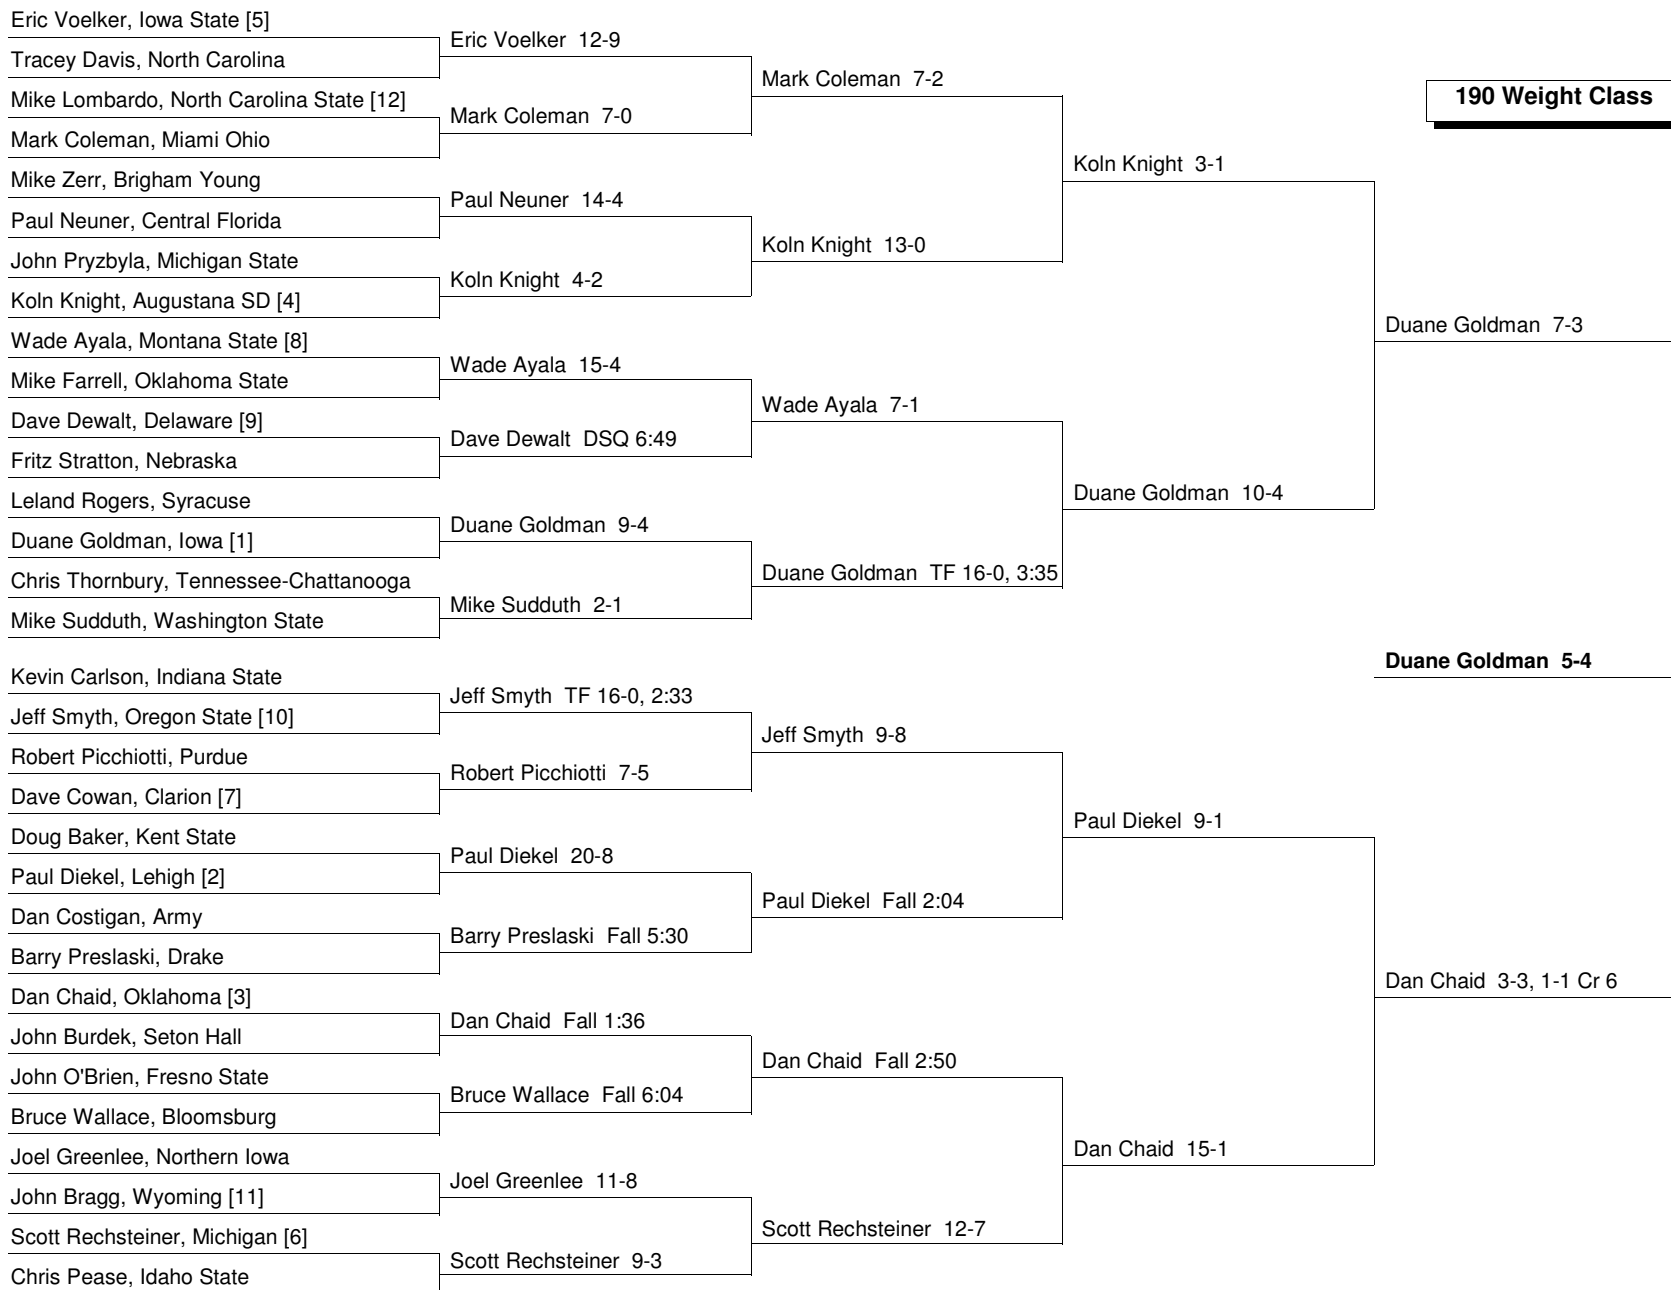 190 Weight Class
Eric Voelker, Iowa State [5]
Tracey Davis, North Carolina
Mike Lombardo, North Carolina State [12]
Mark Coleman, Miami Ohio
Mike Zerr, Brigham Young
Paul Neuner, Central Florida
John Pryzbyla, Michigan State
Koln Knight, Augustana SD [4]
Wade Ayala, Montana State [8]
Mike Farrell, Oklahoma State
Dave Dewalt, Delaware [9]
Fritz Stratton, Nebraska
Leland Rogers, Syracuse
Duane Goldman, Iowa [1]
Chris Thornbury, Tennessee-Chattanooga
Mike Sudduth, Washington State
Kevin Carlson, Indiana State
Jeff Smyth, Oregon State [10]
Robert Picchiotti, Purdue
Dave Cowan, Clarion [7]
Doug Baker, Kent State
Paul Diekel, Lehigh [2]
Dan Costigan, Army
Barry Preslaski, Drake
Dan Chaid, Oklahoma [3]
John Burdek, Seton Hall
John O'Brien, Fresno State
Bruce Wallace, Bloomsburg
Joel Greenlee, Northern Iowa
John Bragg, Wyoming [11]
Scott Rechsteiner, Michigan [6]
Chris Pease, Idaho State
Eric Voelker 12-9
Mark Coleman 7-0
Paul Neuner 14-4
Koln Knight 4-2
Wade Ayala 15-4
Dave Dewalt DSQ 6:49
Duane Goldman 9-4
Mike Sudduth 2-1
Jeff Smyth TF 16-0, 2:33
Robert Picchiotti 7-5
Paul Diekel 20-8
Barry Preslaski Fall 5:30
Dan Chaid Fall 1:36
Bruce Wallace Fall 6:04
Joel Greenlee 11-8
Scott Rechsteiner 9-3
Mark Coleman 7-2
Koln Knight 13-0
Wade Ayala 7-1
Duane Goldman TF 16-0, 3:35
Jeff Smyth 9-8
Paul Diekel Fall 2:04
Dan Chaid Fall 2:50
Scott Rechsteiner 12-7
Koln Knight 3-1
Duane Goldman 10-4
Paul Diekel 9-1
Dan Chaid 15-1
Duane Goldman 7-3
Dan Chaid 3-3, 1-1 Cr 6
Duane Goldman 5-4